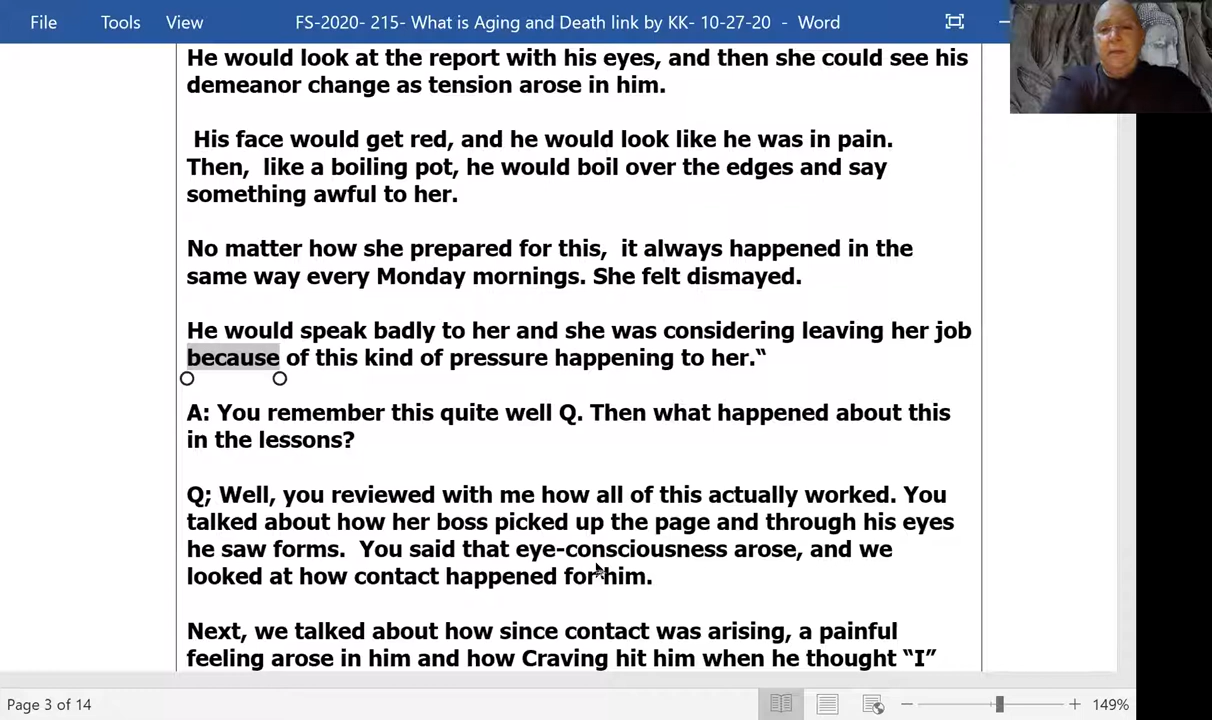 File Tools View FS-2020- 215- What is Aging and Death link by KK- 10-27-20 - Word
He would look at the report with his eyes, and then she could see his
demeanor change as tension arose in him.
His face would get red, and he would look like he was in pain.
Then, like a boiling pot, he would boil over the edges and say
something awful to her.
No matter how she prepared for this, it always happened in the
same way every Monday mornings. She felt dismayed.
He would speak badly to her and she was considering leaving her job
because of this kind of pressure happening to her.“
A: You remember this quite well Q. Then what happened about this
in the lessons?
Q; Well, you reviewed with me how all of this actually worked. You
talked about how her boss picked up the page and through his eyes
he saw forms. You said that eye-consciousness arose, and we
looked at how contact happened for him.
Next, we talked about how since contact was arising, a painful
feeling arose in him and how Craving hit him when he thought “I”
Page 3 of 14 149%